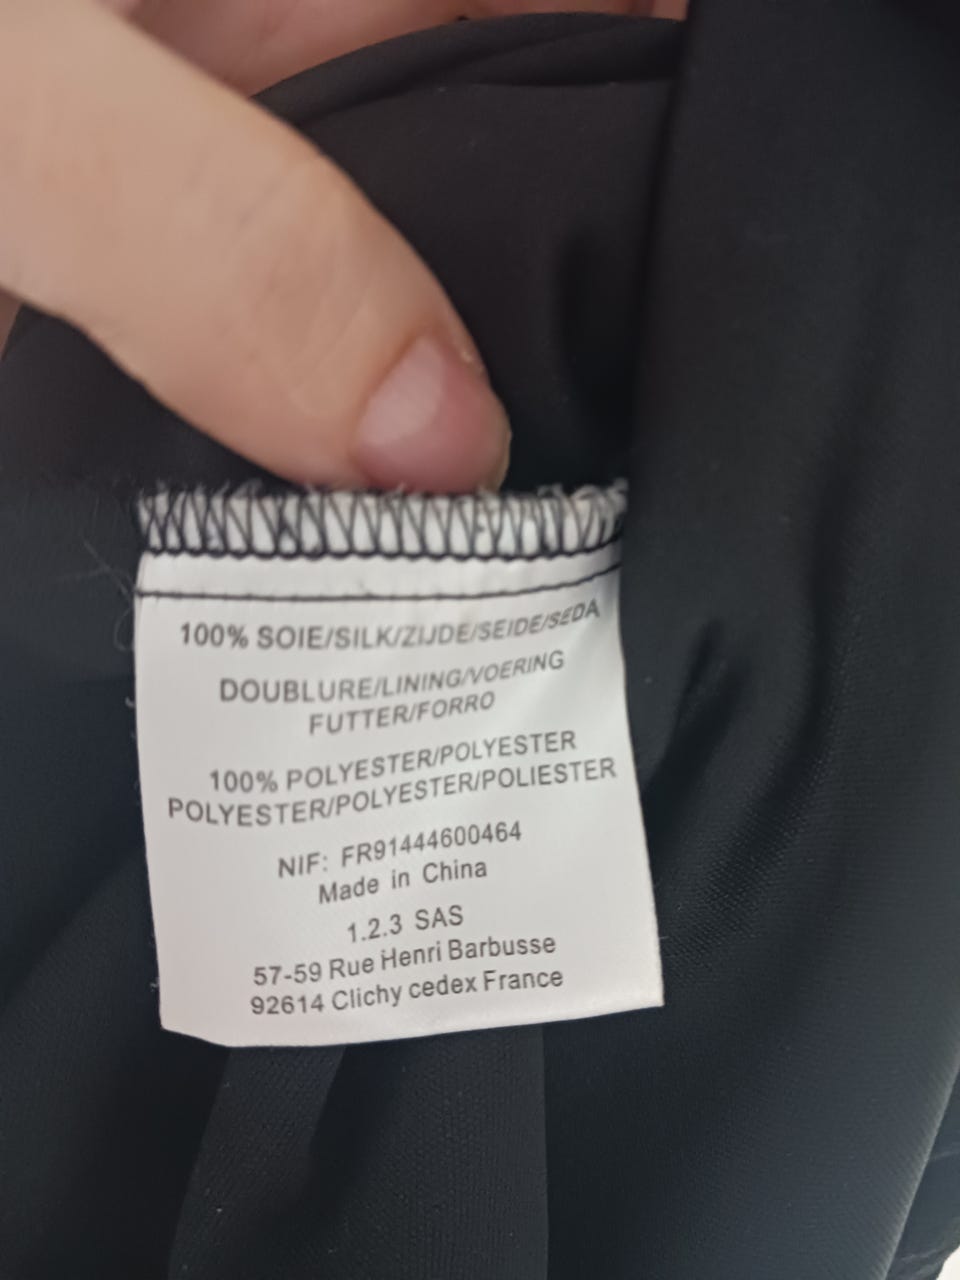 100% SOIE/SILK/ZIJDE/SEIDE/SEDA
DOUBLURE/LINING/VOERING
FUTTER/FORRO
100% POLYESTER/POLYESTER
POLYESTER/POLYESTER/POLIESTER
NIF: FR91444600464
Made in China
1.2.3 SAS
57-59 Rue Henri Barbusse
92614 Clichy cedex France